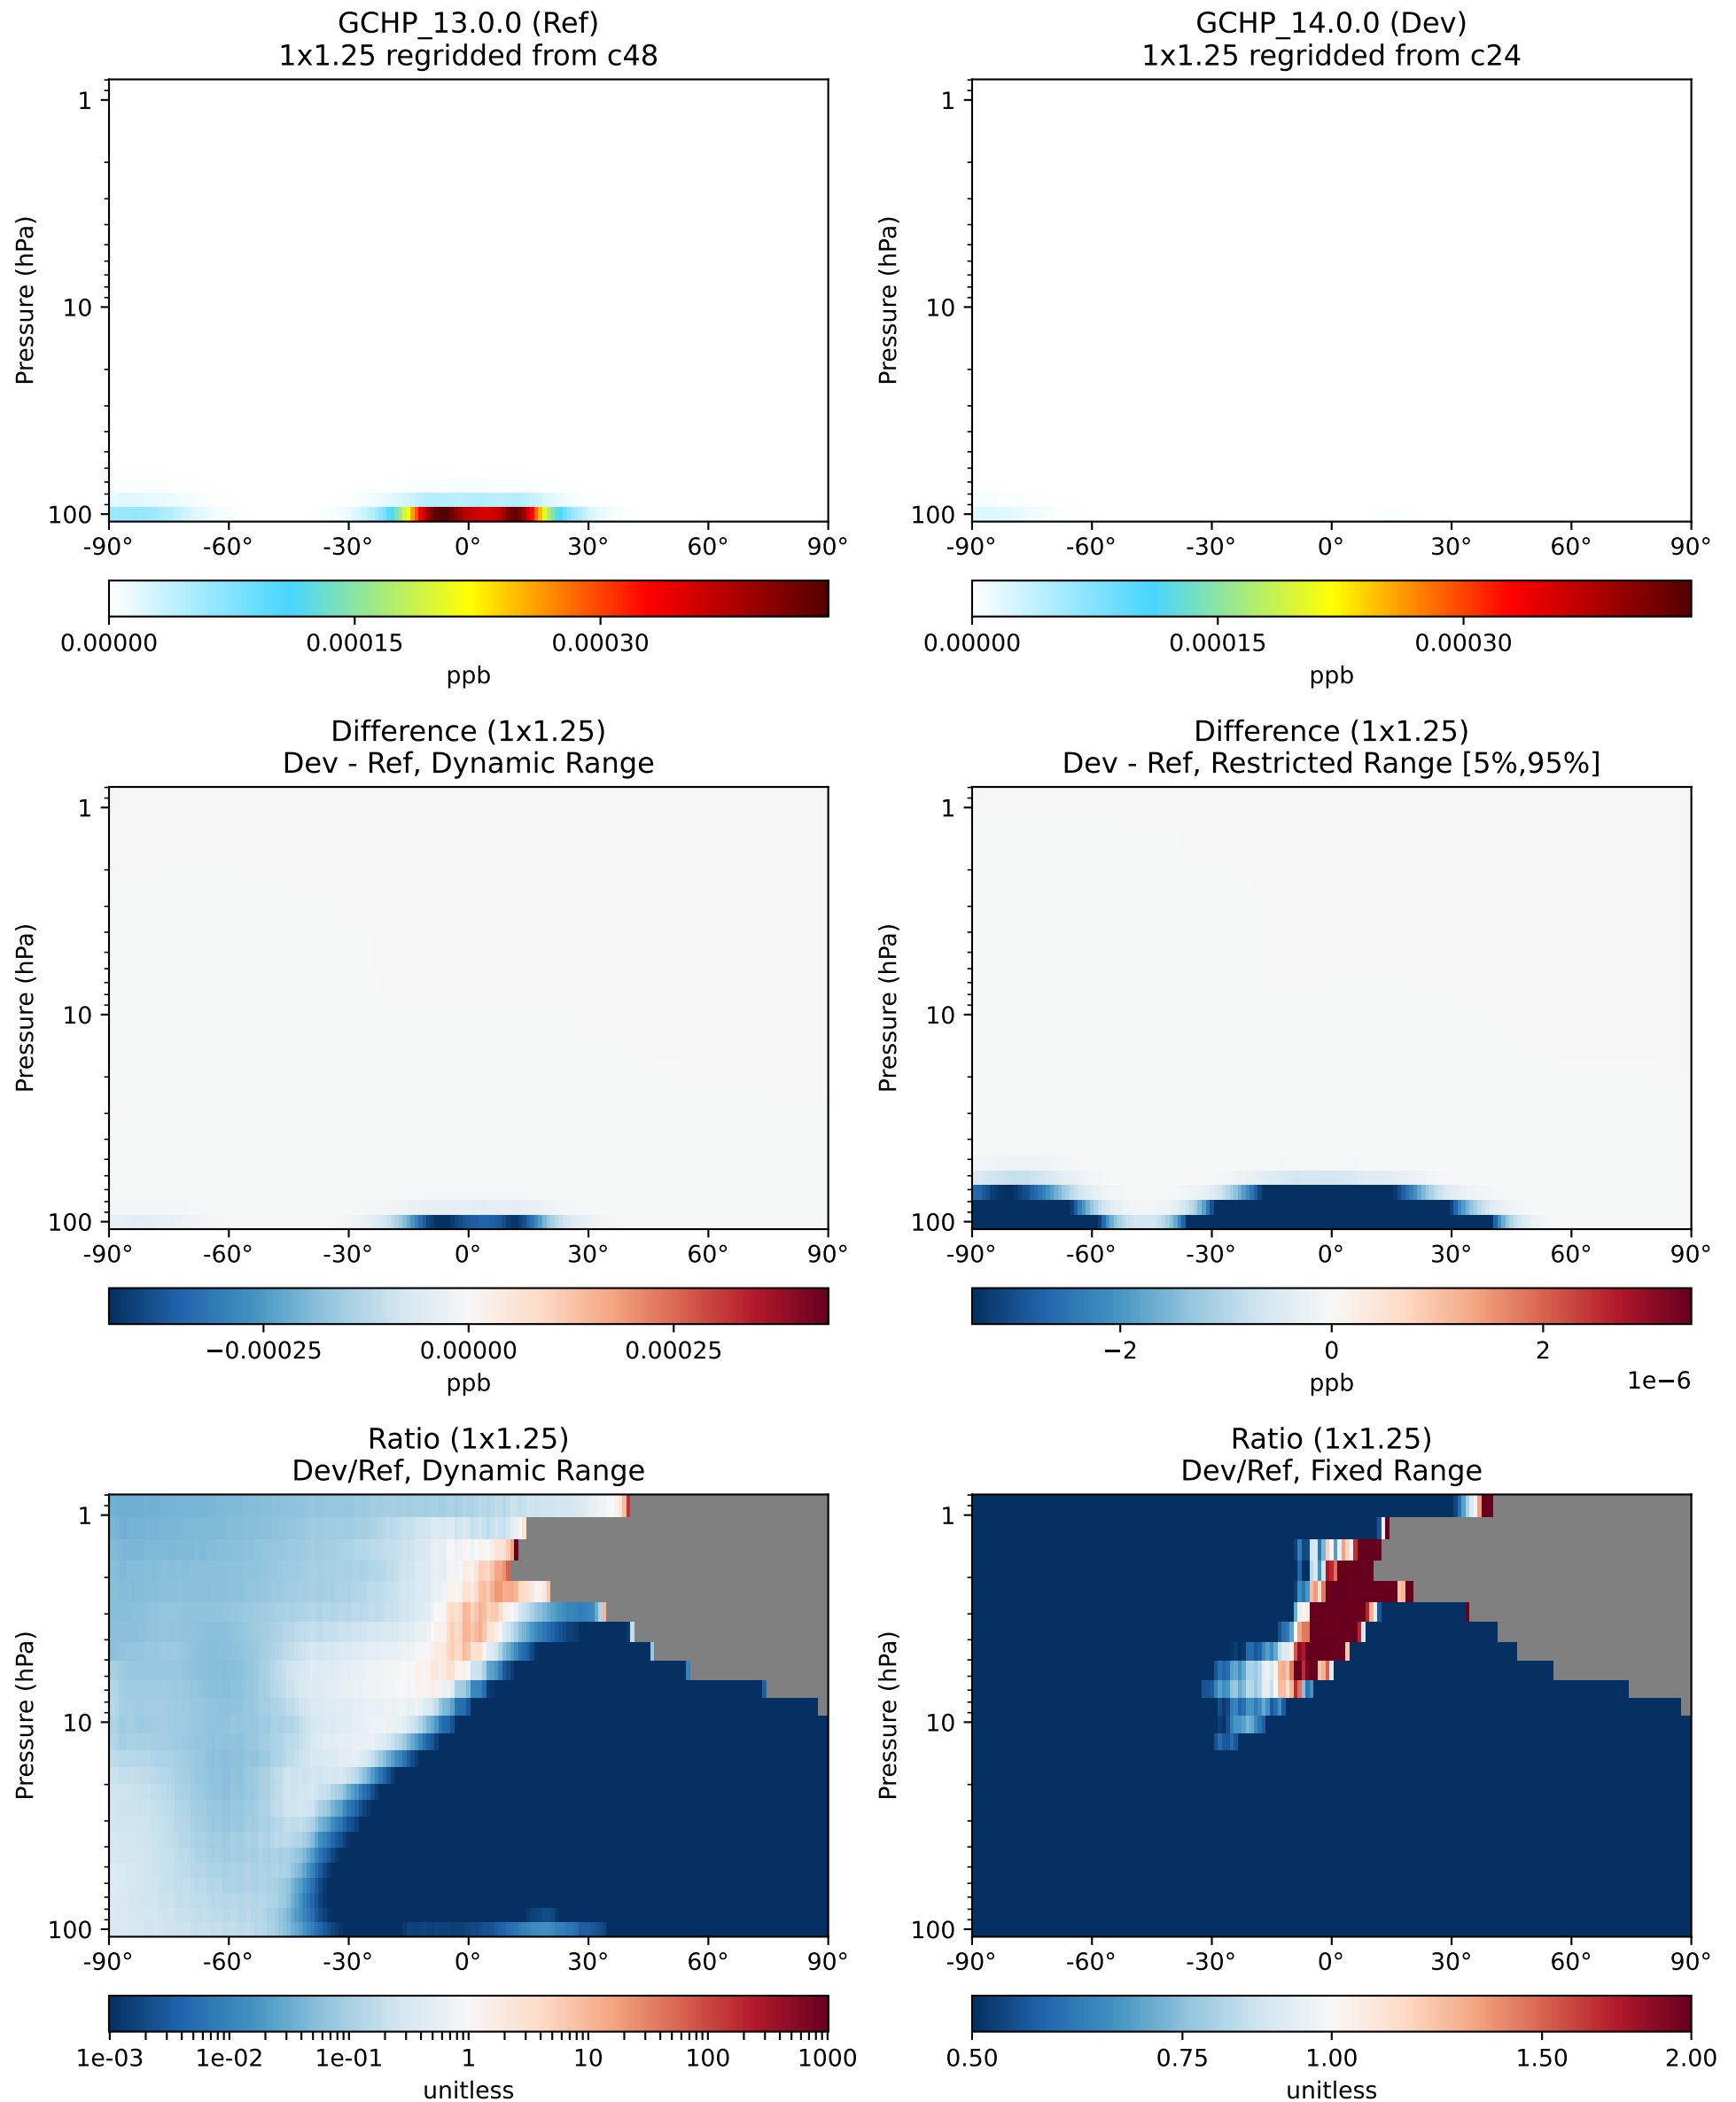 GCHP_13.0.0 (Ref)
1x1.25 regridded from c48
Pressure (hPa)
1
10
100
-90° -60° -30° 0° 30° 60° 90°
0.00000 0.00015 0.00030
ppb
GCHP_14.0.0 (Dev)
1x1.25 regridded from c24
Pressure (hPa)
1
10
100
-90° -60° -30° 0° 30° 60° 90°
0.00000 0.00015 0.00030
ppb
Difference (1x1.25)
Dev - Ref, Dynamic Range
Pressure (hPa)
1
10
100
-90° -60° -30° 0° 30° 60° 90°
−0.00025 0.00000 0.00025
ppb
Difference (1x1.25)
Dev - Ref, Restricted Range [5%,95%]
Pressure (hPa)
1
10
100
-90° -60° -30° 0° 30° 60° 90°
−2 0 2
ppb
1e−6
Ratio (1x1.25)
Dev/Ref, Dynamic Range
Pressure (hPa)
1
10
100
-90° -60° -30° 0° 30° 60° 90°
1e-03 1e-02 1e-01 1 10 100 1000
unitless
Ratio (1x1.25)
Dev/Ref, Fixed Range
Pressure (hPa)
1
10
100
-90° -60° -30° 0° 30° 60° 90°
0.50 0.75 1.00 1.50 2.00
unitless